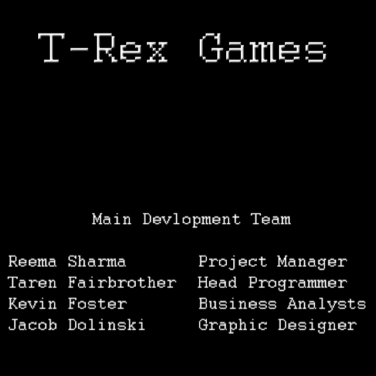 T-Rex Games
Main Devlopment Team
Reema Sharma Project Manager
Taren Fairbrother Head Programmer
Kevin Foster Business Analysts
Jacob Dolinski Graphic Designer